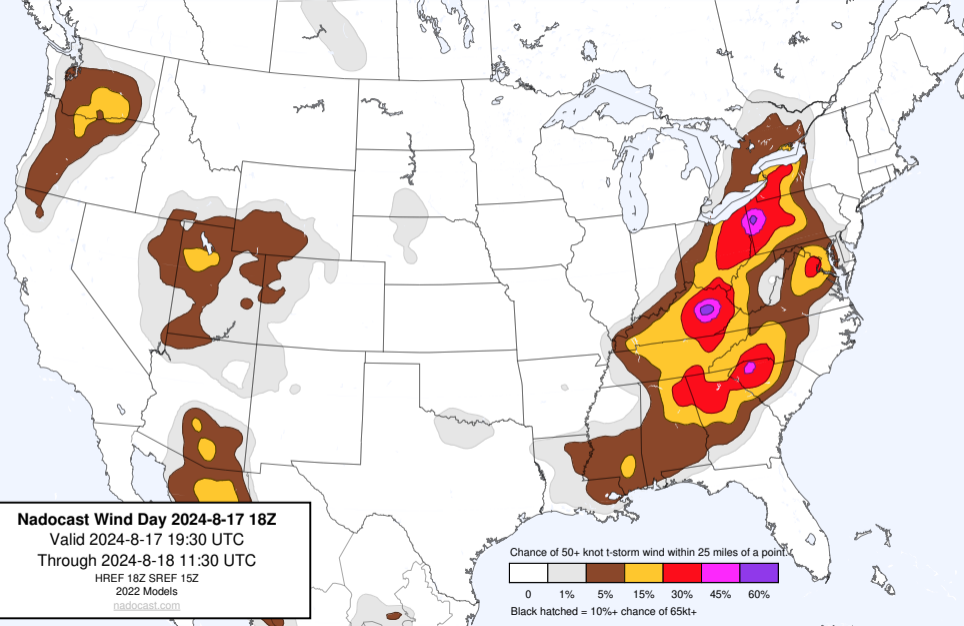 Nadocast Wind Day 2024-8-17 18Z
Valid 2024-8-17 19:30 UTC
Through 2024-8-18 11:30 UTC
HREF 18Z SREF 15Z
2022 Models
nadocast.com
Chance of 50+ knot t-storm wind within 25 miles of a point.
0 1% 5% 15% 30% 45% 60%
Black hatched = 10%+ chance of 65kt+